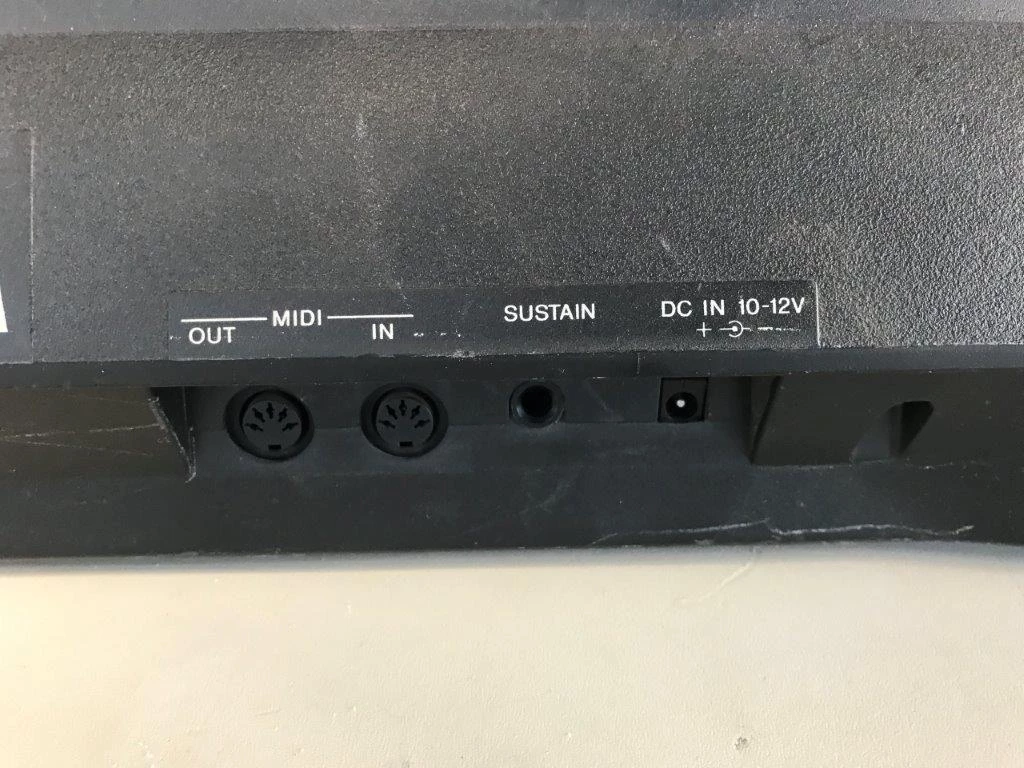 MIDI
OUT IN
SUSTAIN
DC IN 10-12V
+ -